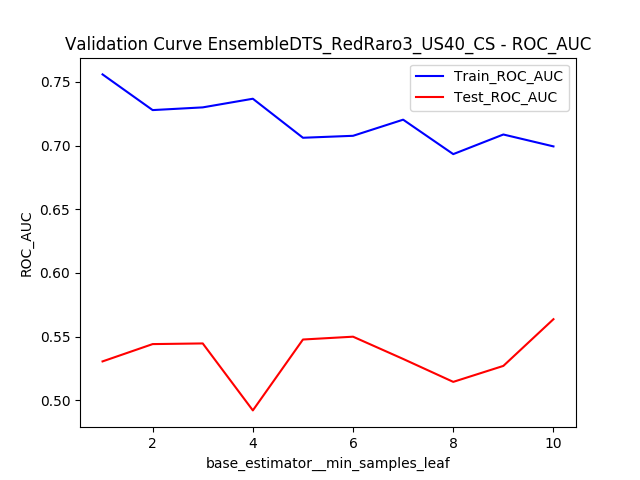 Validation Curve EnsembleDTS_RedRaro3_US40_CS - ROC_AUC
Train_ROC_AUC
Test_ROC_AUC
0.75
0.70
0.65
0.60
0.55
0.50
ROC_AUC
2 4 6 8 10
base_estimator__min_samples_leaf